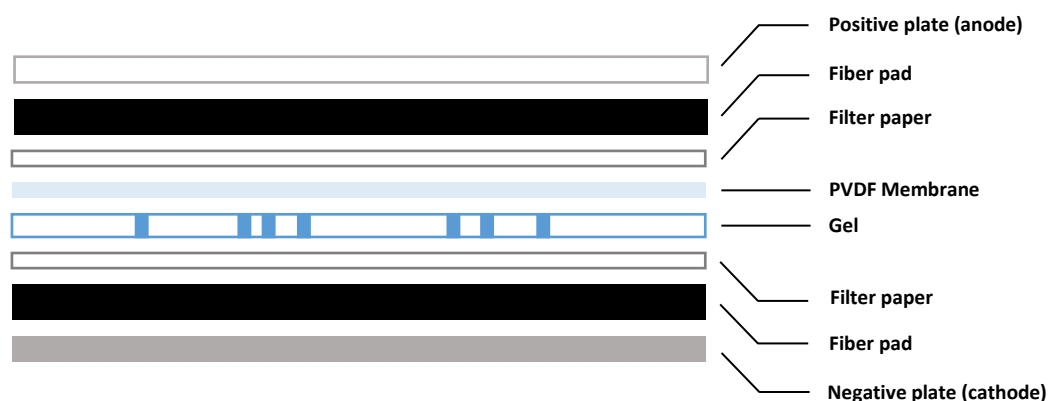 Positive plate (anode)
Fiber pad
Filter paper
PVDF Membrane
Gel
Filter paper
Fiber pad
Negative plate (cathode)